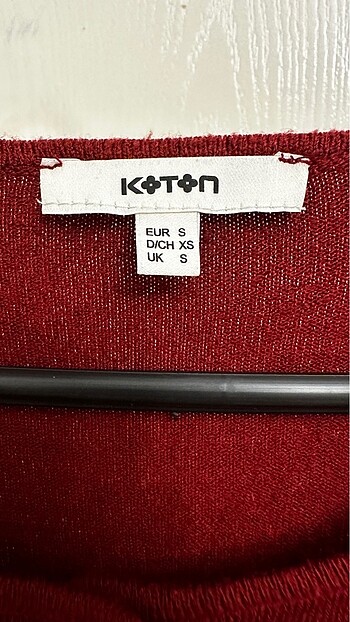 KOTON
EUR S
D/CH XS
UK S